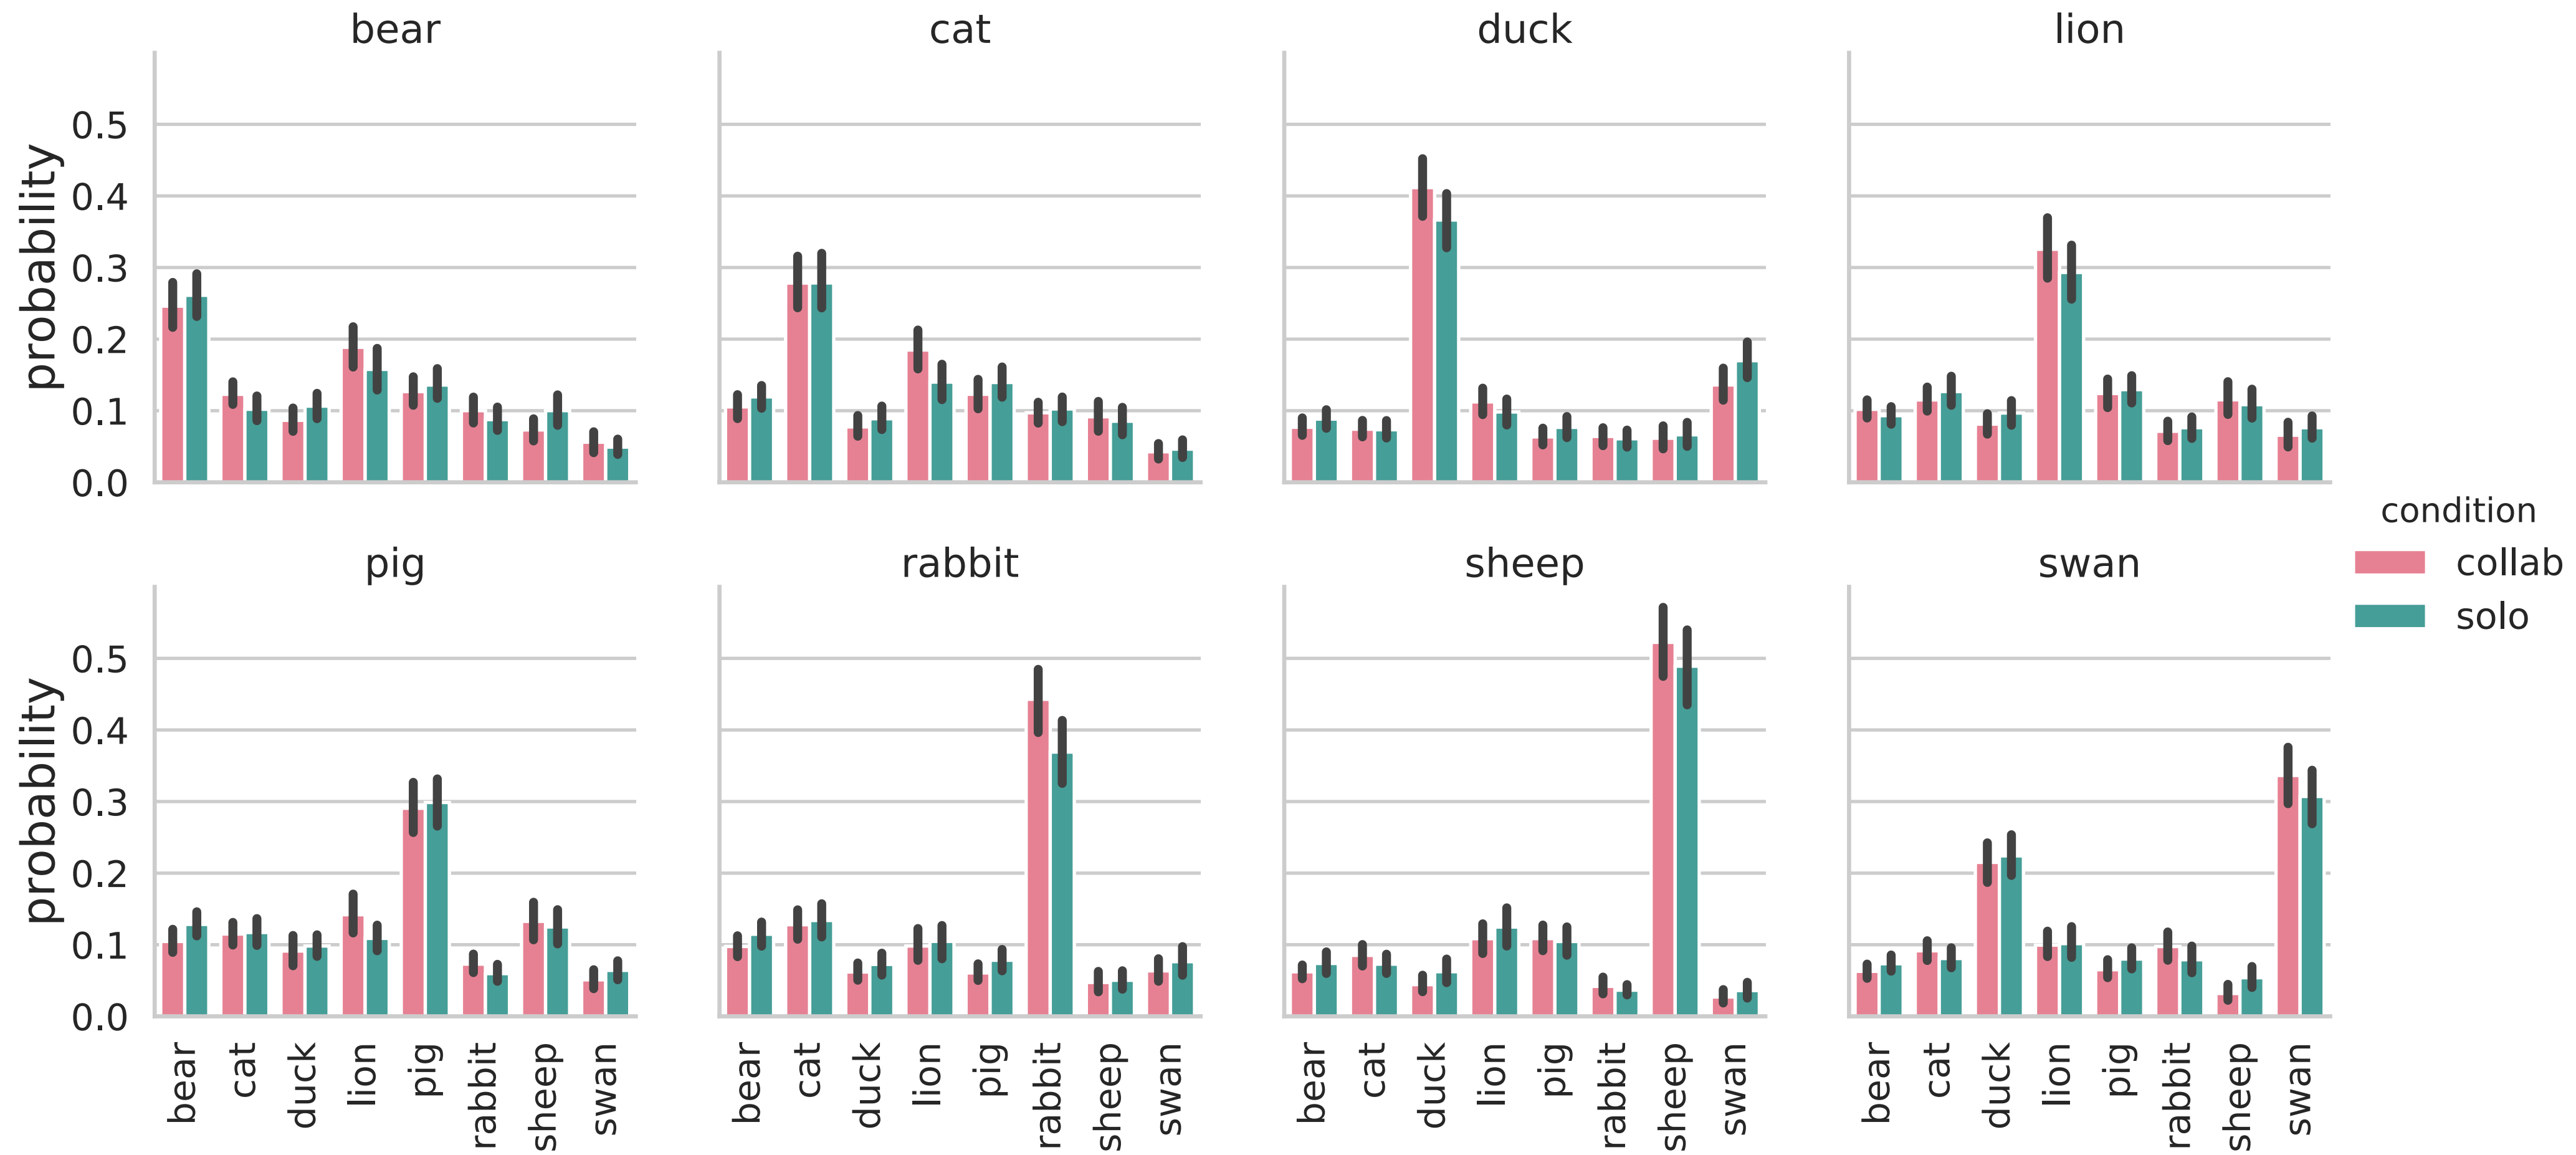 bear
cat
duck
lion
probability
0.5
0.4
0.3
0.2
0.1
0.0
condition
collab
solo
pig
rabbit
sheep
swan
probability
0.5
0.4
0.3
0.2
0.1
0.0
bear
cat
duck
lion
pig
rabbit
sheep
swan
bear
cat
duck
lion
pig
rabbit
sheep
swan
bear
cat
duck
lion
pig
rabbit
sheep
swan
bear
cat
duck
lion
pig
rabbit
sheep
swan